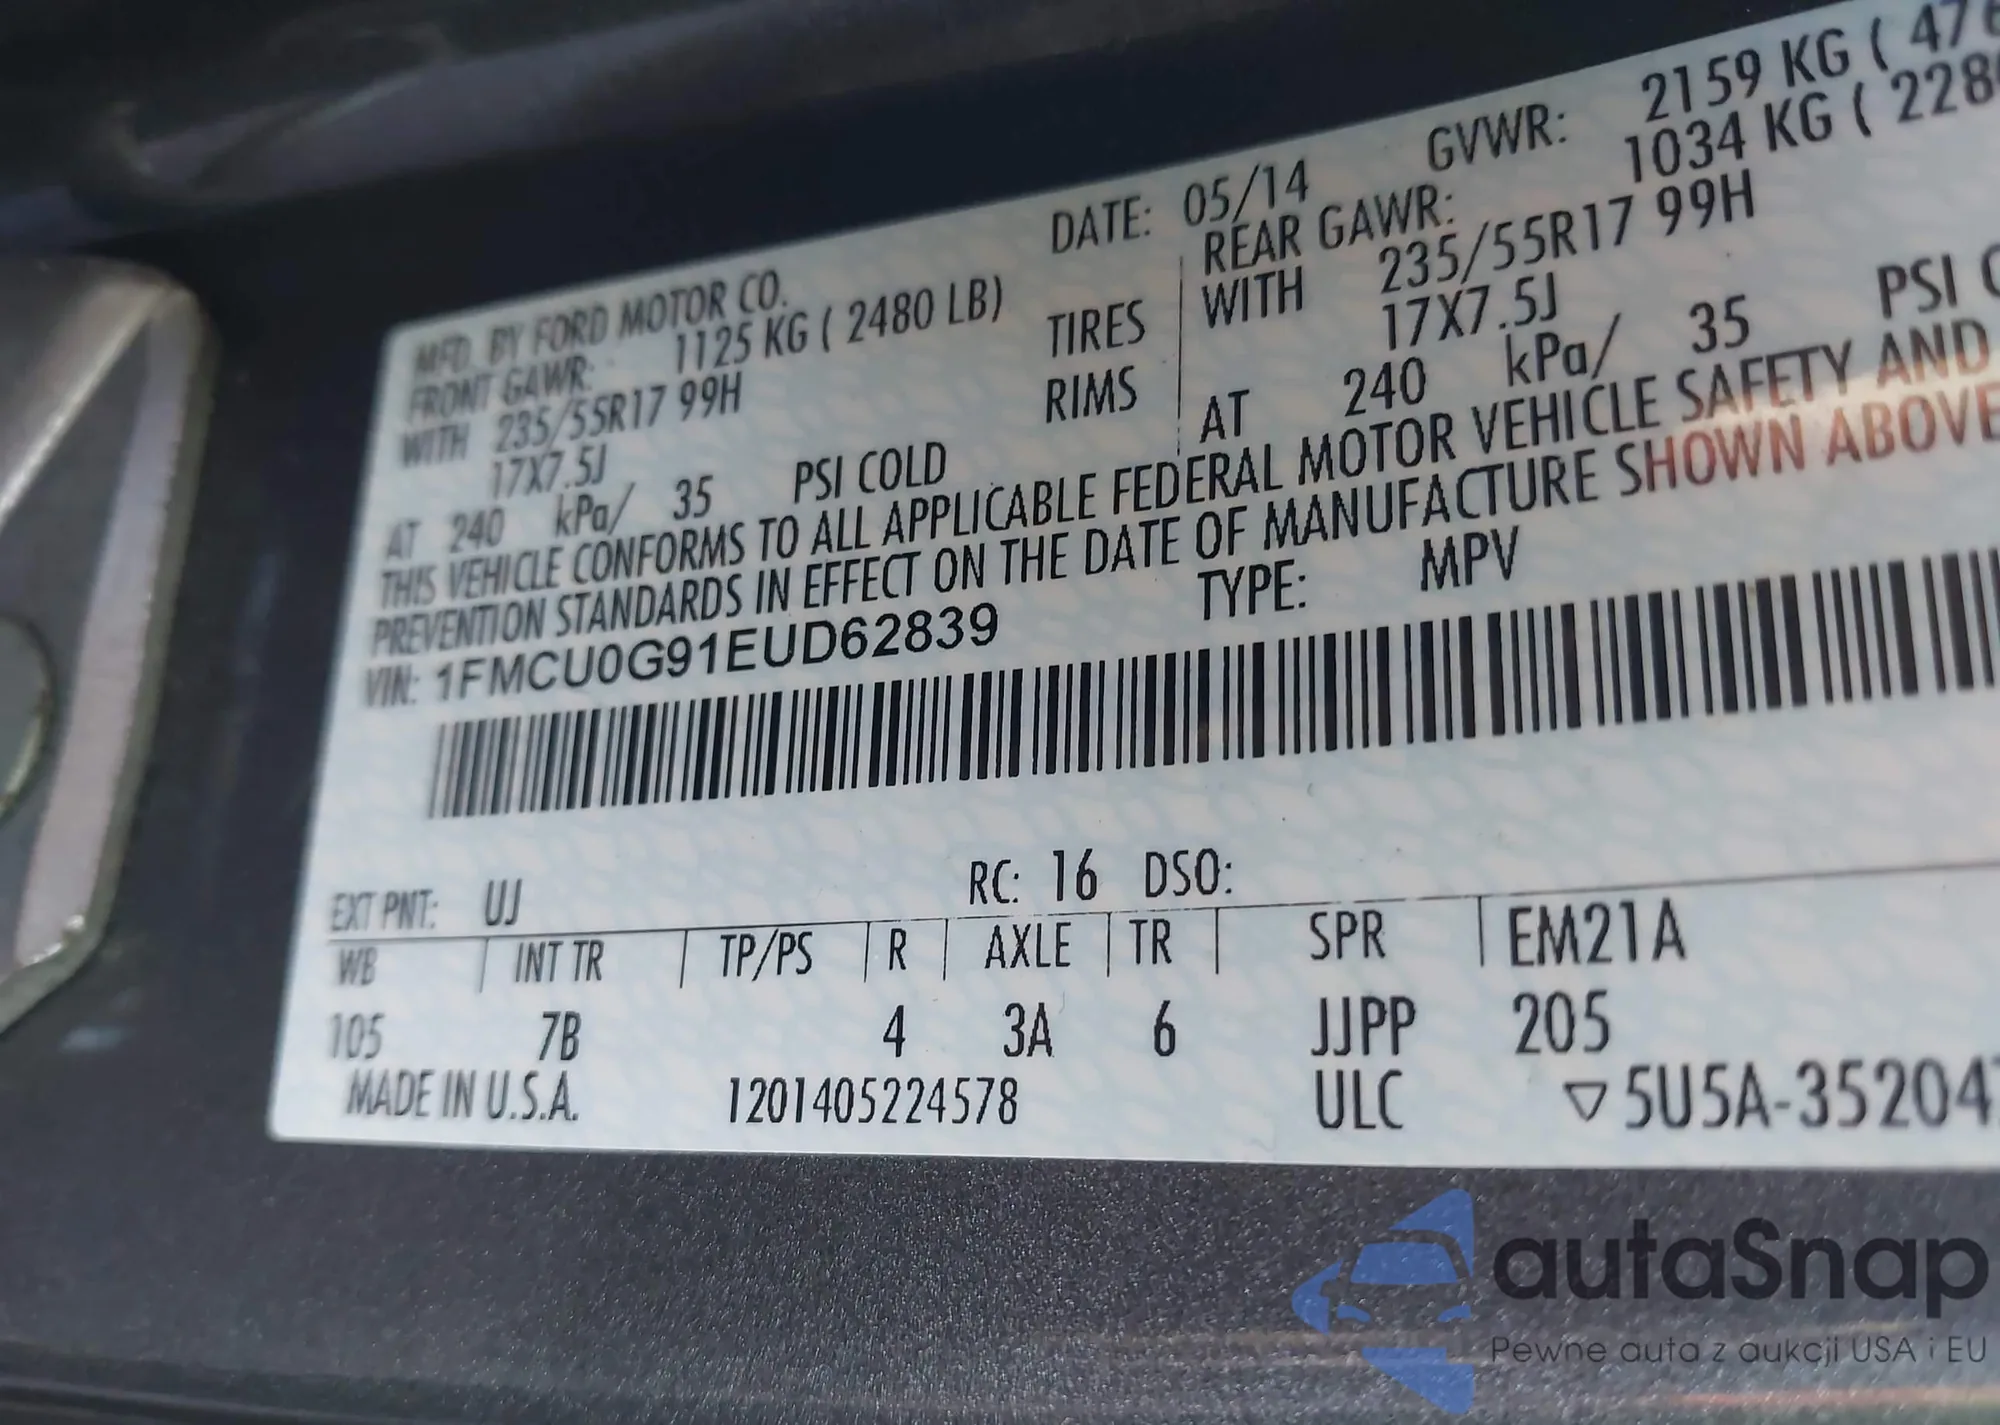 MFD. BY FORD MOTOR CO. DATE: 05/14 GVWR: 2159 KG ( 476
FRONT GAWR: 1125 KG ( 2480 LB) REAR GAWR: 1034 KG ( 228
WITH 235/55R17 99H TIRES WITH 235/55R17 99H
17X7.5J RIMS 17X7.5J
AT 240 kPa/ 35 PSI COLD AT 240 kPa/ 35 PSI C
THIS VEHICLE CONFORMS TO ALL APPLICABLE FEDERAL MOTOR VEHICLE SAFETY AND
PREVENTION STANDARDS IN EFFECT ON THE DATE OF MANUFACTURE SHOWN ABOVE
VIN: 1FMCU0G91EUD62839 TYPE: MPV
EXT PNT: UJ RC: 16 DSO:
WB INT TR TP/PS R AXLE TR SPR EM21A
105 7B 4 3A 6 JJPP 205
MADE IN U.S.A. 1201405224578 ULC ▽5U5A-35204
autaSnap
Pewne auta z aukcji USA i EU